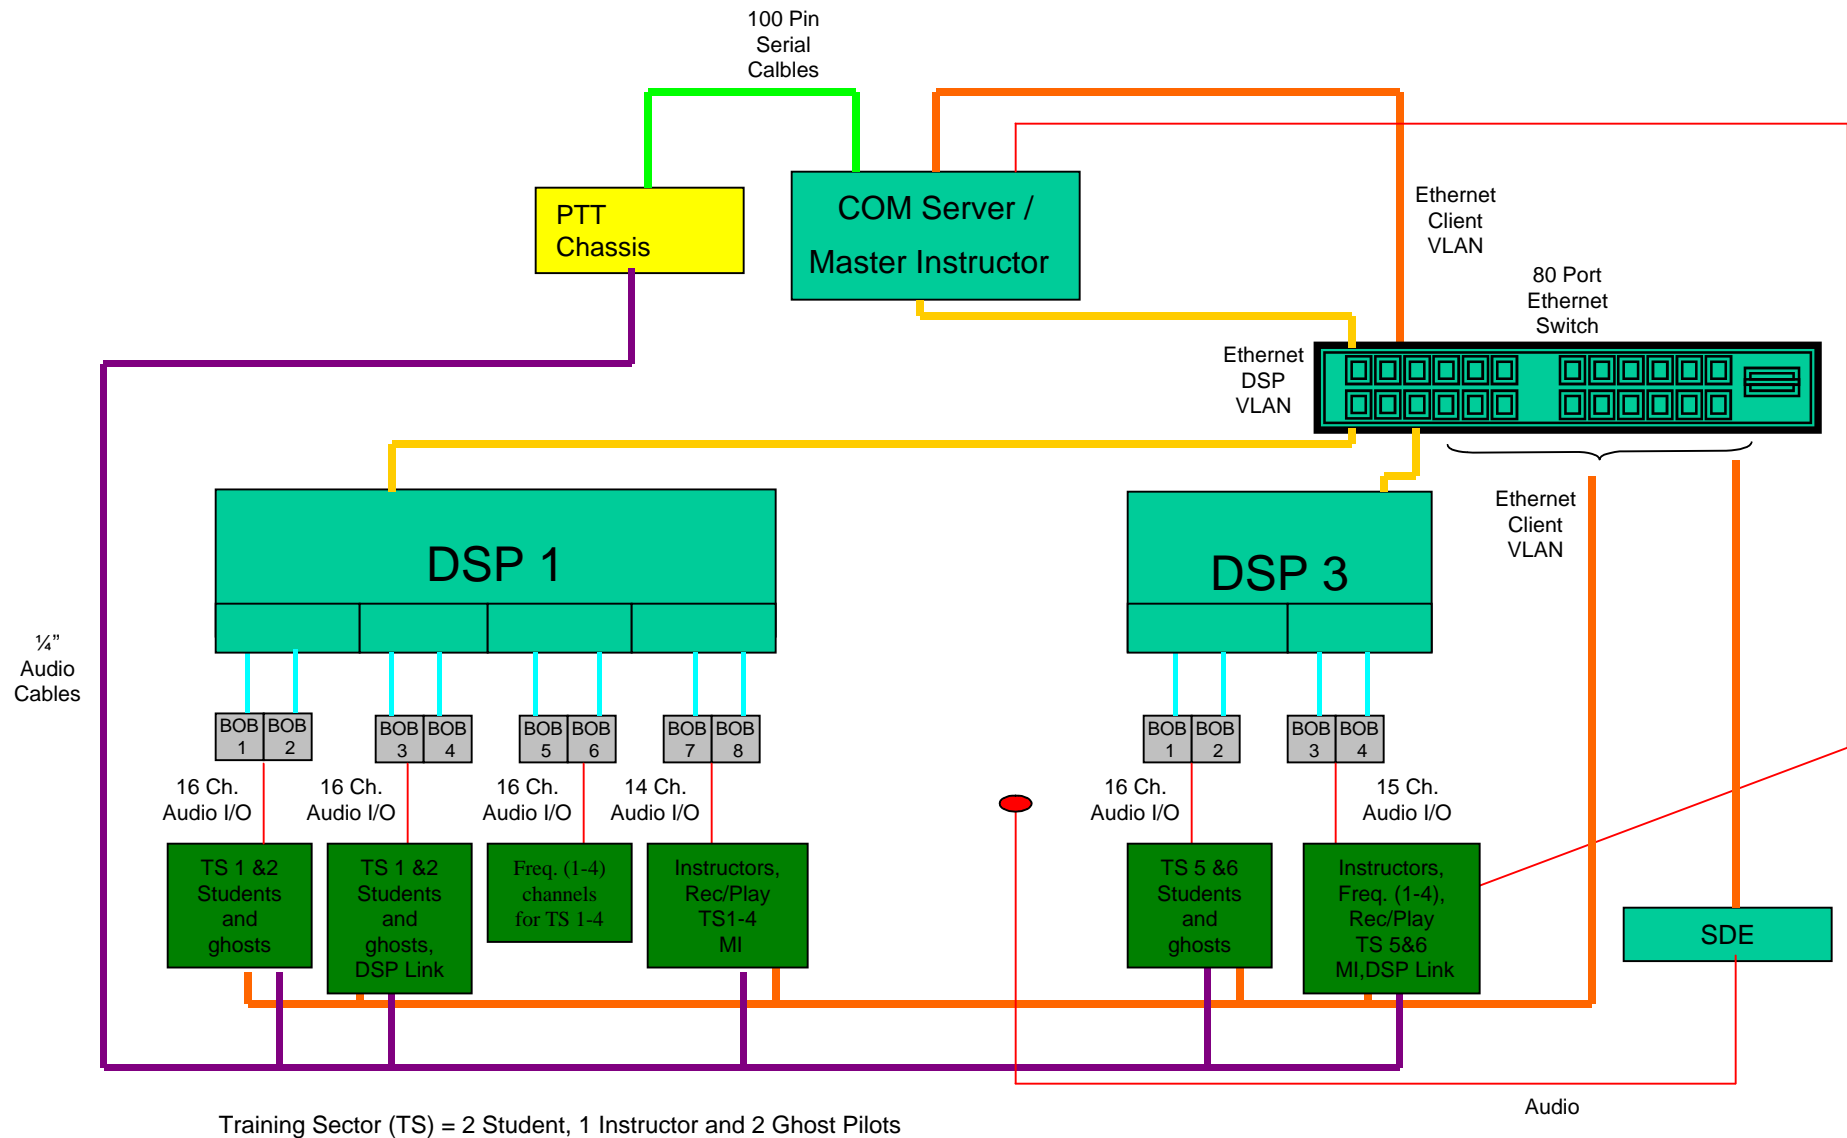 100 Pin
Serial
Calbles
PTT
Chassis
COM Server /
Master Instructor
Ethernet
Client
VLAN
80 Port
Ethernet
Switch
Ethernet
DSP
VLAN
DSP 1
DSP 3
Ethernet
Client
VLAN
¼”
Audio
Cables
BOB
1
BOB
2
BOB
3
BOB
4
BOB
5
BOB
6
BOB
7
BOB
8
BOB
1
BOB
2
BOB
3
BOB
4
16 Ch.
Audio I/O
16 Ch.
Audio I/O
16 Ch.
Audio I/O
14 Ch.
Audio I/O
16 Ch.
Audio I/O
15 Ch.
Audio I/O
TS 1 &2
Students
and
ghosts
TS 1 &2
Students
and
ghosts,
DSP Link
Freq. (1-4)
channels
for TS 1-4
Instructors,
Rec/Play
TS1-4
MI
TS 5 &6
Students
and
ghosts
Instructors,
Freq. (1-4),
Rec/Play
TS 5&6
MI,DSP Link
SDE
Audio
Training Sector (TS) = 2 Student, 1 Instructor and 2 Ghost Pilots